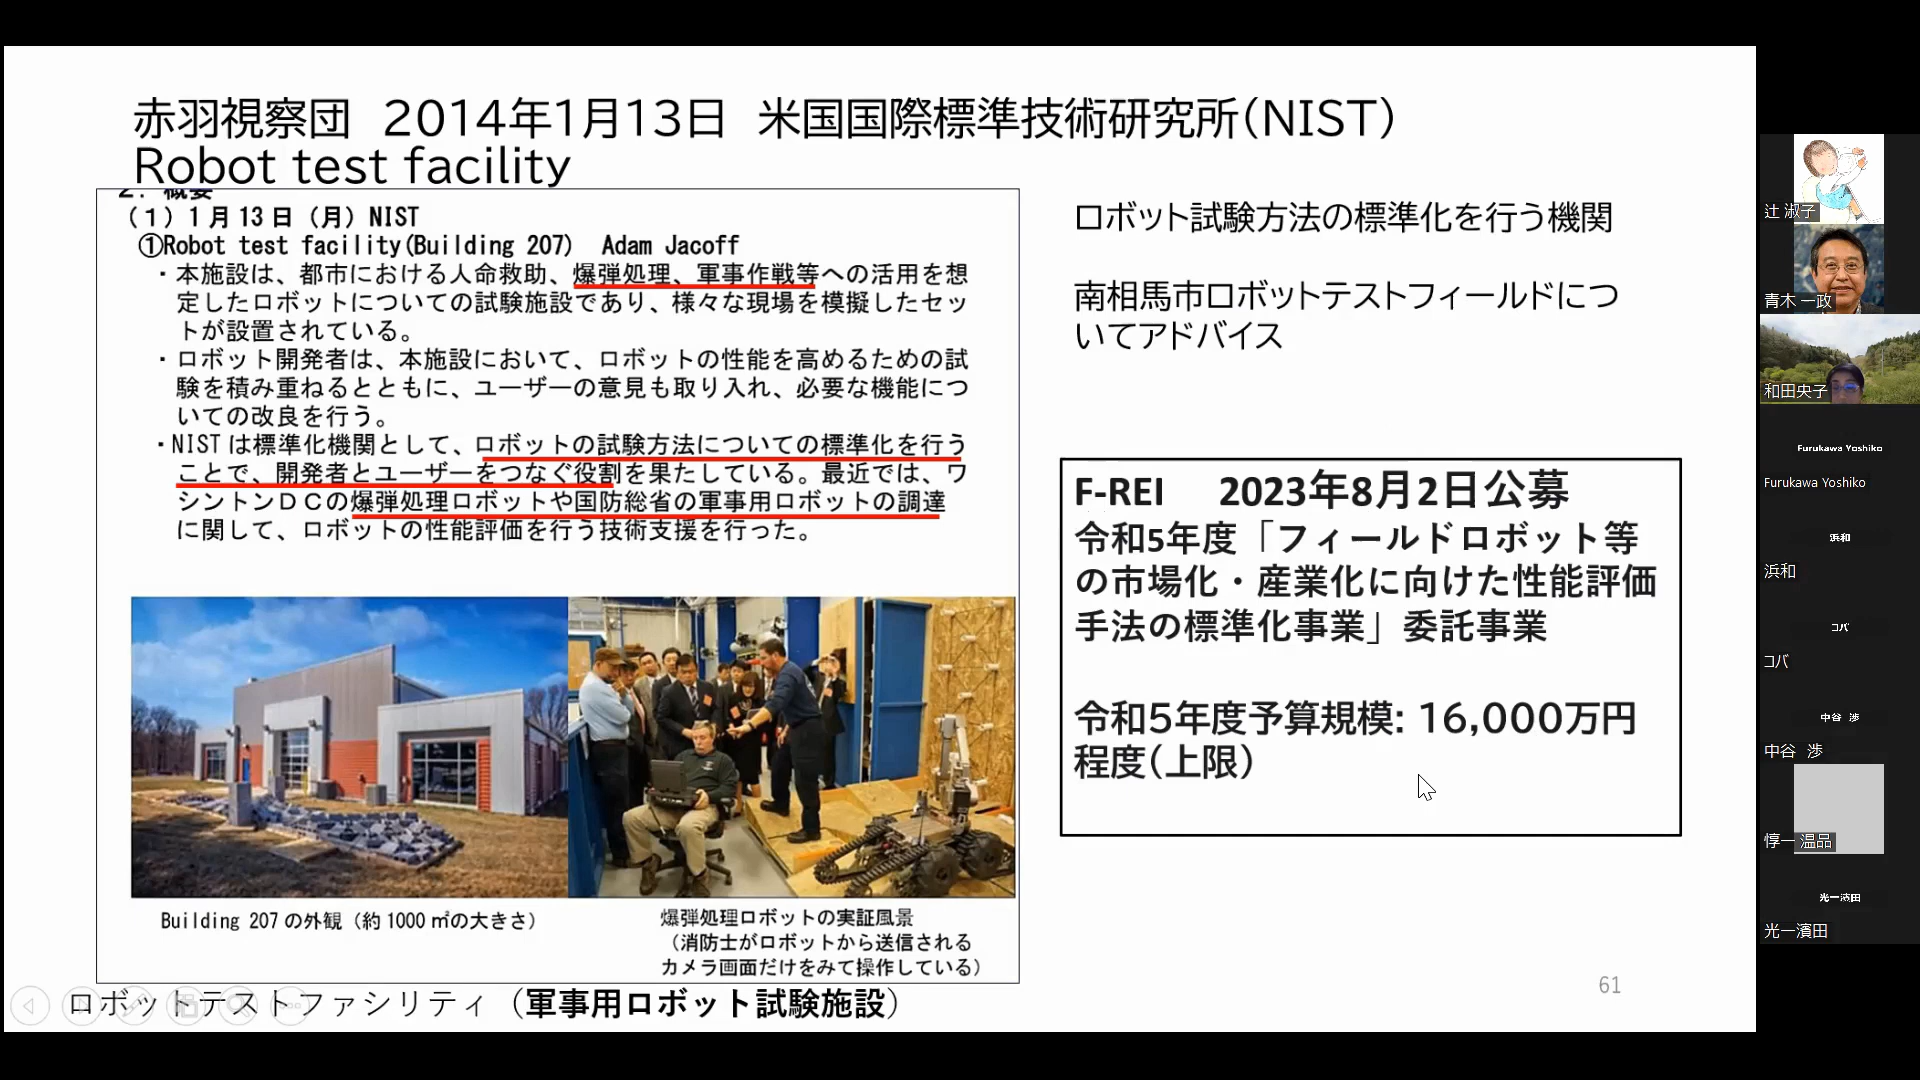 赤羽視察団　2014年1月13日　米国国際標準技術研究所(NIST)
Robot test facility
2. 概要
(1) 1月13日（月）NIST
①Robot test facility(Building 207)　Adam Jacoff
・本施設は、都市における人命救助、爆弾処理、軍事作戦等への活用を想
定したロボットについての試験施設であり、様々な現場を模擬したセッ
トが設置されている。
・ロボット開発者は、本施設において、ロボットの性能を高めるための試
験を積み重ねるとともに、ユーザーの意見も取り入れ、必要な機能につ
いての改良を行う。
・NISTは標準化機関として、ロボットの試験方法についての標準化を行う
ことで、開発者とユーザーをつなぐ役割を果たしている。最近では、ワ
シントンＤＣの爆弾処理ロボットや国防総省の軍事用ロボットの調達
に関して、ロボットの性能評価を行う技術支援を行った。
Building 207の外観（約1000㎡の大きさ）
爆弾処理ロボットの実証風景
（消防士がロボットから送信される
カメラ画面だけをみて操作している）
ロボットテストファシリティ（軍事用ロボット試験施設）
ロボット試験方法の標準化を行う機関
南相馬市ロボットテストフィールドにつ
いてアドバイス
F-REI　2023年8月2日公募
令和5年度「フィールドロボット等
の市場化・産業化に向けた性能評価
手法の標準化事業」委託事業
令和5年度予算規模: 16,000万円
程度(上限)
61
辻 淑子
青木 一政
和田央子
Furukawa Yoshiko
Furukawa Yoshiko
浜和
浜和
コバ
コバ
中谷　渉
中谷　渉
惇一 温品
光一濱田
光一濱田